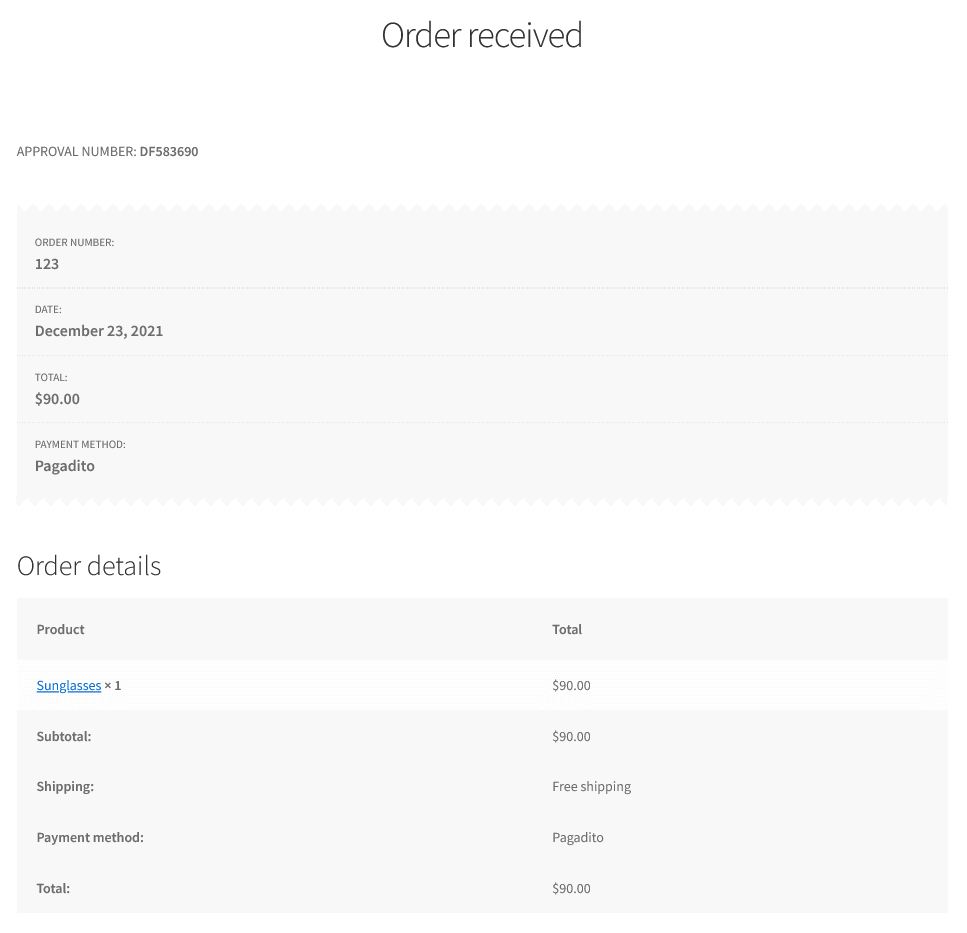 Order received
APPROVAL NUMBER: DF583690
ORDER NUMBER:
123
DATE:
December 23, 2021
TOTAL:
$90.00
PAYMENT METHOD:
Pagadito
Order details
Product Total
Sunglasses × 1 $90.00
Subtotal: $90.00
Shipping: Free shipping
Payment method: Pagadito
Total: $90.00